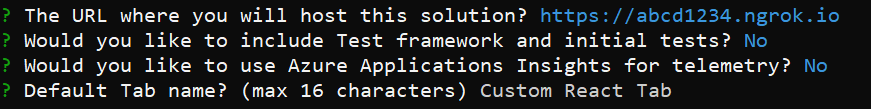 ? The URL where you will host this solution? https://abcd1234.ngrok.io
? Would you like to include Test framework and initial tests? No
? Would you like to use Azure Applications Insights for telemetry? No
? Default Tab name? (max 16 characters) Custom React Tab